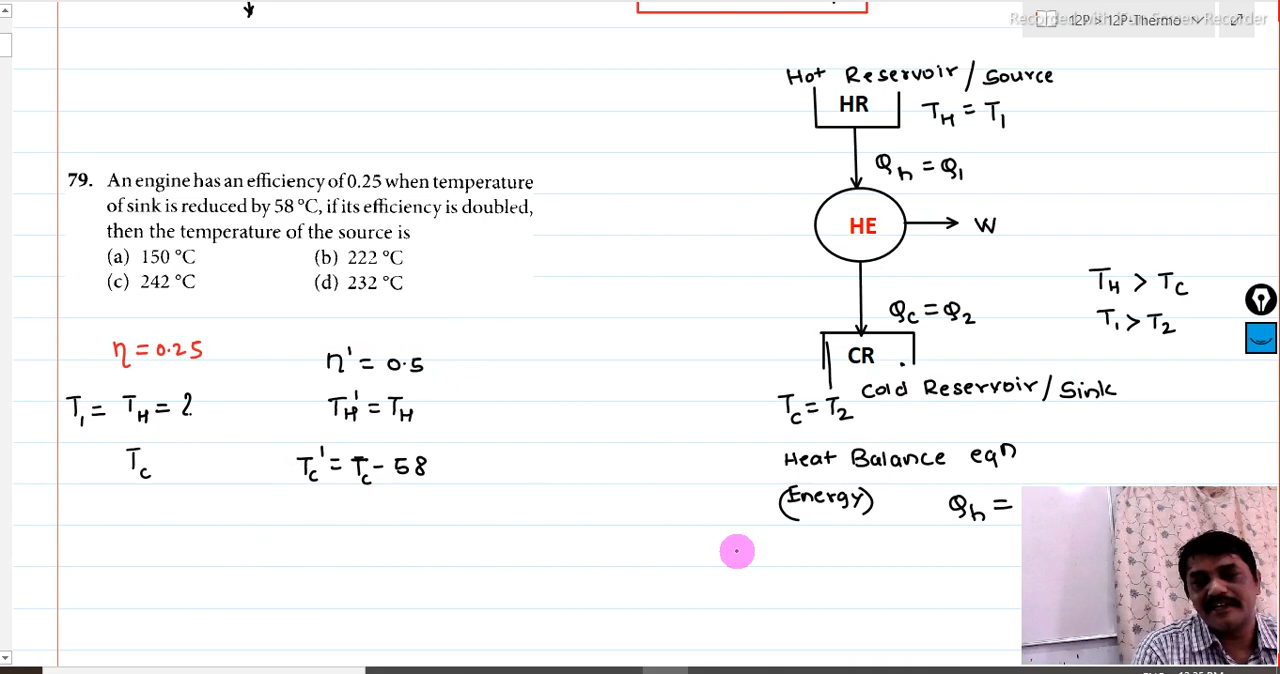 12P > 12P-Thermo
Hot Reservoir / Source
HR
T_H = T_1
Q_h = Q_1
79. An engine has an efficiency of 0.25 when temperature
of sink is reduced by 58 °C, if its efficiency is doubled,
then the temperature of the source is
(a) 150 °C (b) 222 °C
(c) 242 °C (d) 232 °C
HE
W
T_H > T_C
T_1 > T_2
Q_c = Q_2
CR
Cold Reservoir / Sink
T_c = T_2
η = 0.25
η' = 0.5
T_1 = T_H = ?
T_H' = T_H
T_c
T_c' = T_c - 58
Heat Balance eqn
(Energy) Q_h =